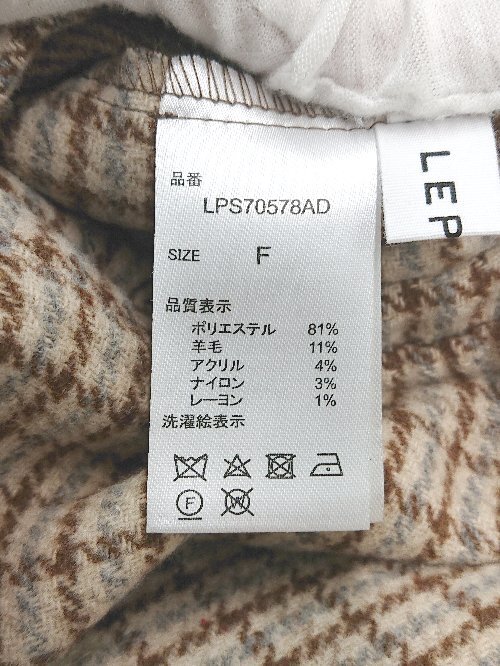 品番
LPS70578AD
SIZE F
品質表示
ポリエステル 81%
羊毛 11%
アクリル 4%
ナイロン 3%
レーヨン 1%
洗濯絵表示
F
W
LEP